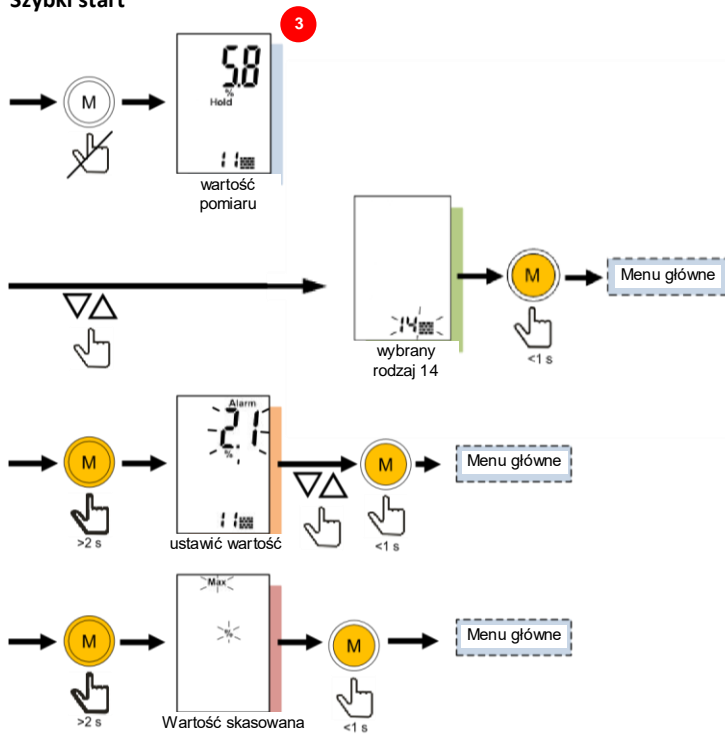 Szybki start
3
M
5.8
%
Hold
11
wartość
pomiaru
14
wybrany
rodzaj 14
M
<1 s
Menu główne
M
>2 s
Alarm
2.1
%
11
ustawić wartość
M
<1 s
Menu główne
M
>2 s
Max
%
Wartość skasowana
M
<1 s
Menu główne